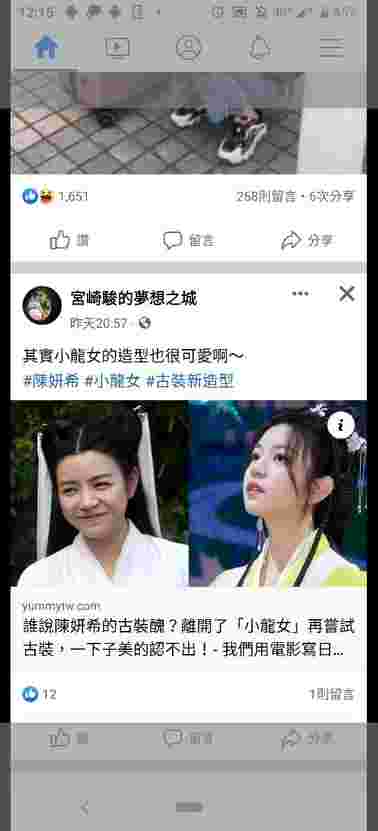 12:15
1,651
268則留言・6次分享
讚
留言
分享
宮崎駿的夢想之城
昨天20:57
其實小龍女的造型也很可愛啊～
#陳妍希 #小龍女 #古裝新造型
yummytw.com
誰說陳妍希的古裝醜？離開了「小龍女」再嘗試
古裝，一下子美的認不出！- 我們用電影寫日...
12
1則留言
讚
留言
分享